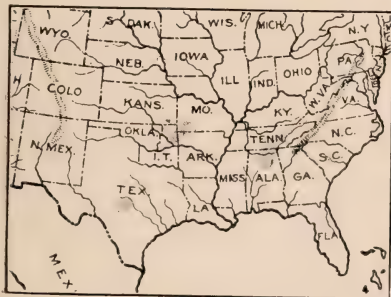 S. DAK.
WIS.
MICH.
N.Y.
WYO.
IOWA
PA.
NEB.
ILL
IND.
OHIO
W.VA.
VA.
H
COLO
KANS.
MO.
KY.
N.C.
OKLA.
TENN.
N. MEX.
I.T.
ARK.
S.C.
TEX.
MISS.
ALA.
GA.
LA.
FLA.
MEX.